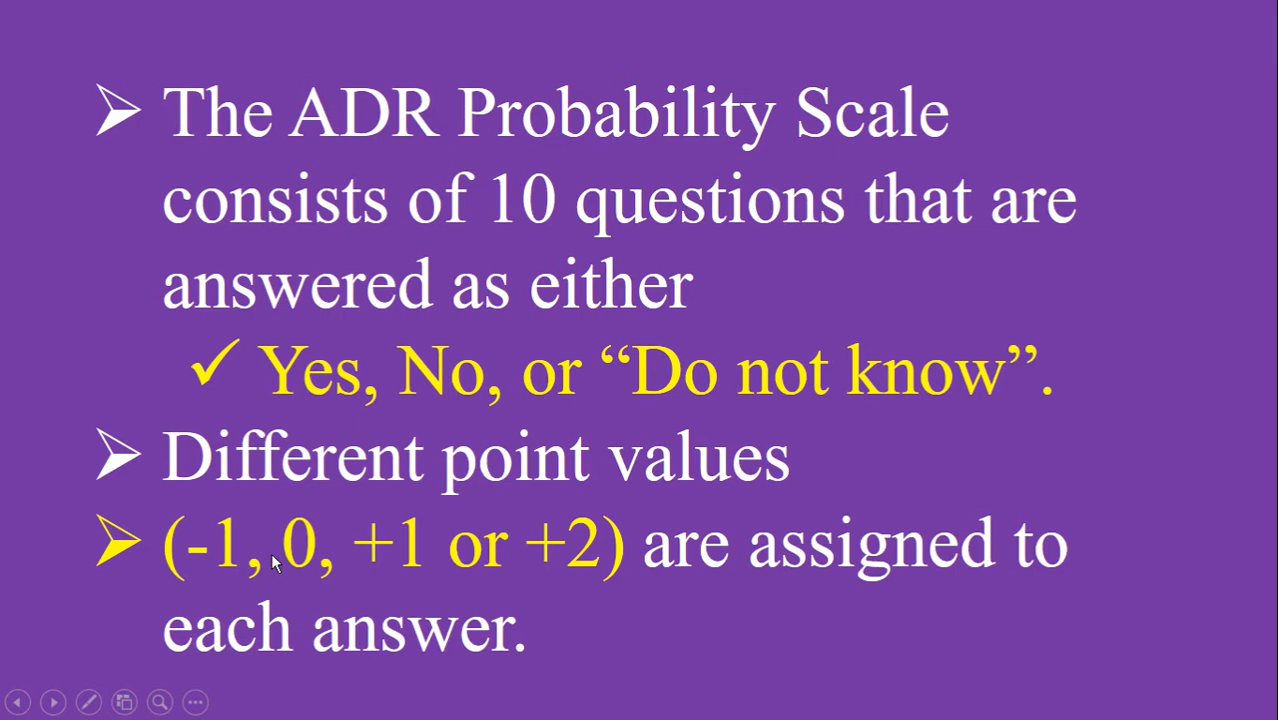 The ADR Probability Scale
consists of 10 questions that are
answered as either
Yes, No, or “Do not know”.
Different point values
(-1, 0, +1 or +2) are assigned to
each answer.